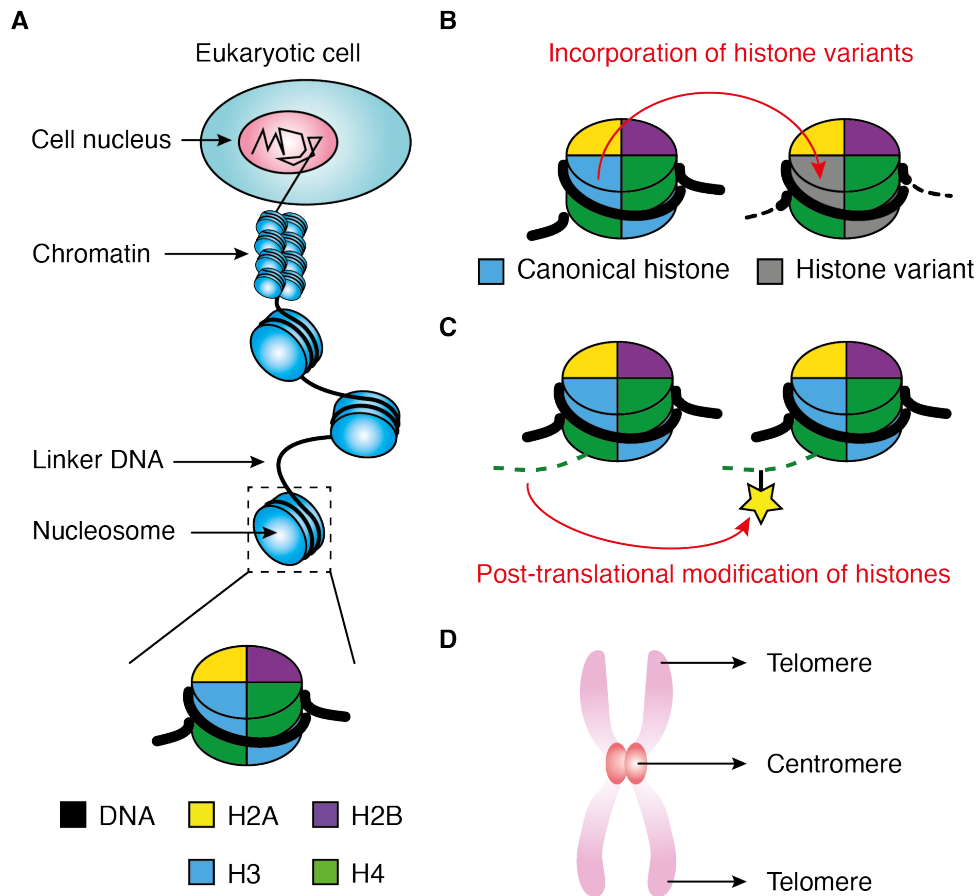 A
Eukaryotic cell
Cell nucleus
Chromatin
Linker DNA
Nucleosome
DNA
H2A
H2B
H3
H4
B
Incorporation of histone variants
Canonical histone
Histone variant
C
Post-translational modification of histones
D
Telomere
Centromere
Telomere